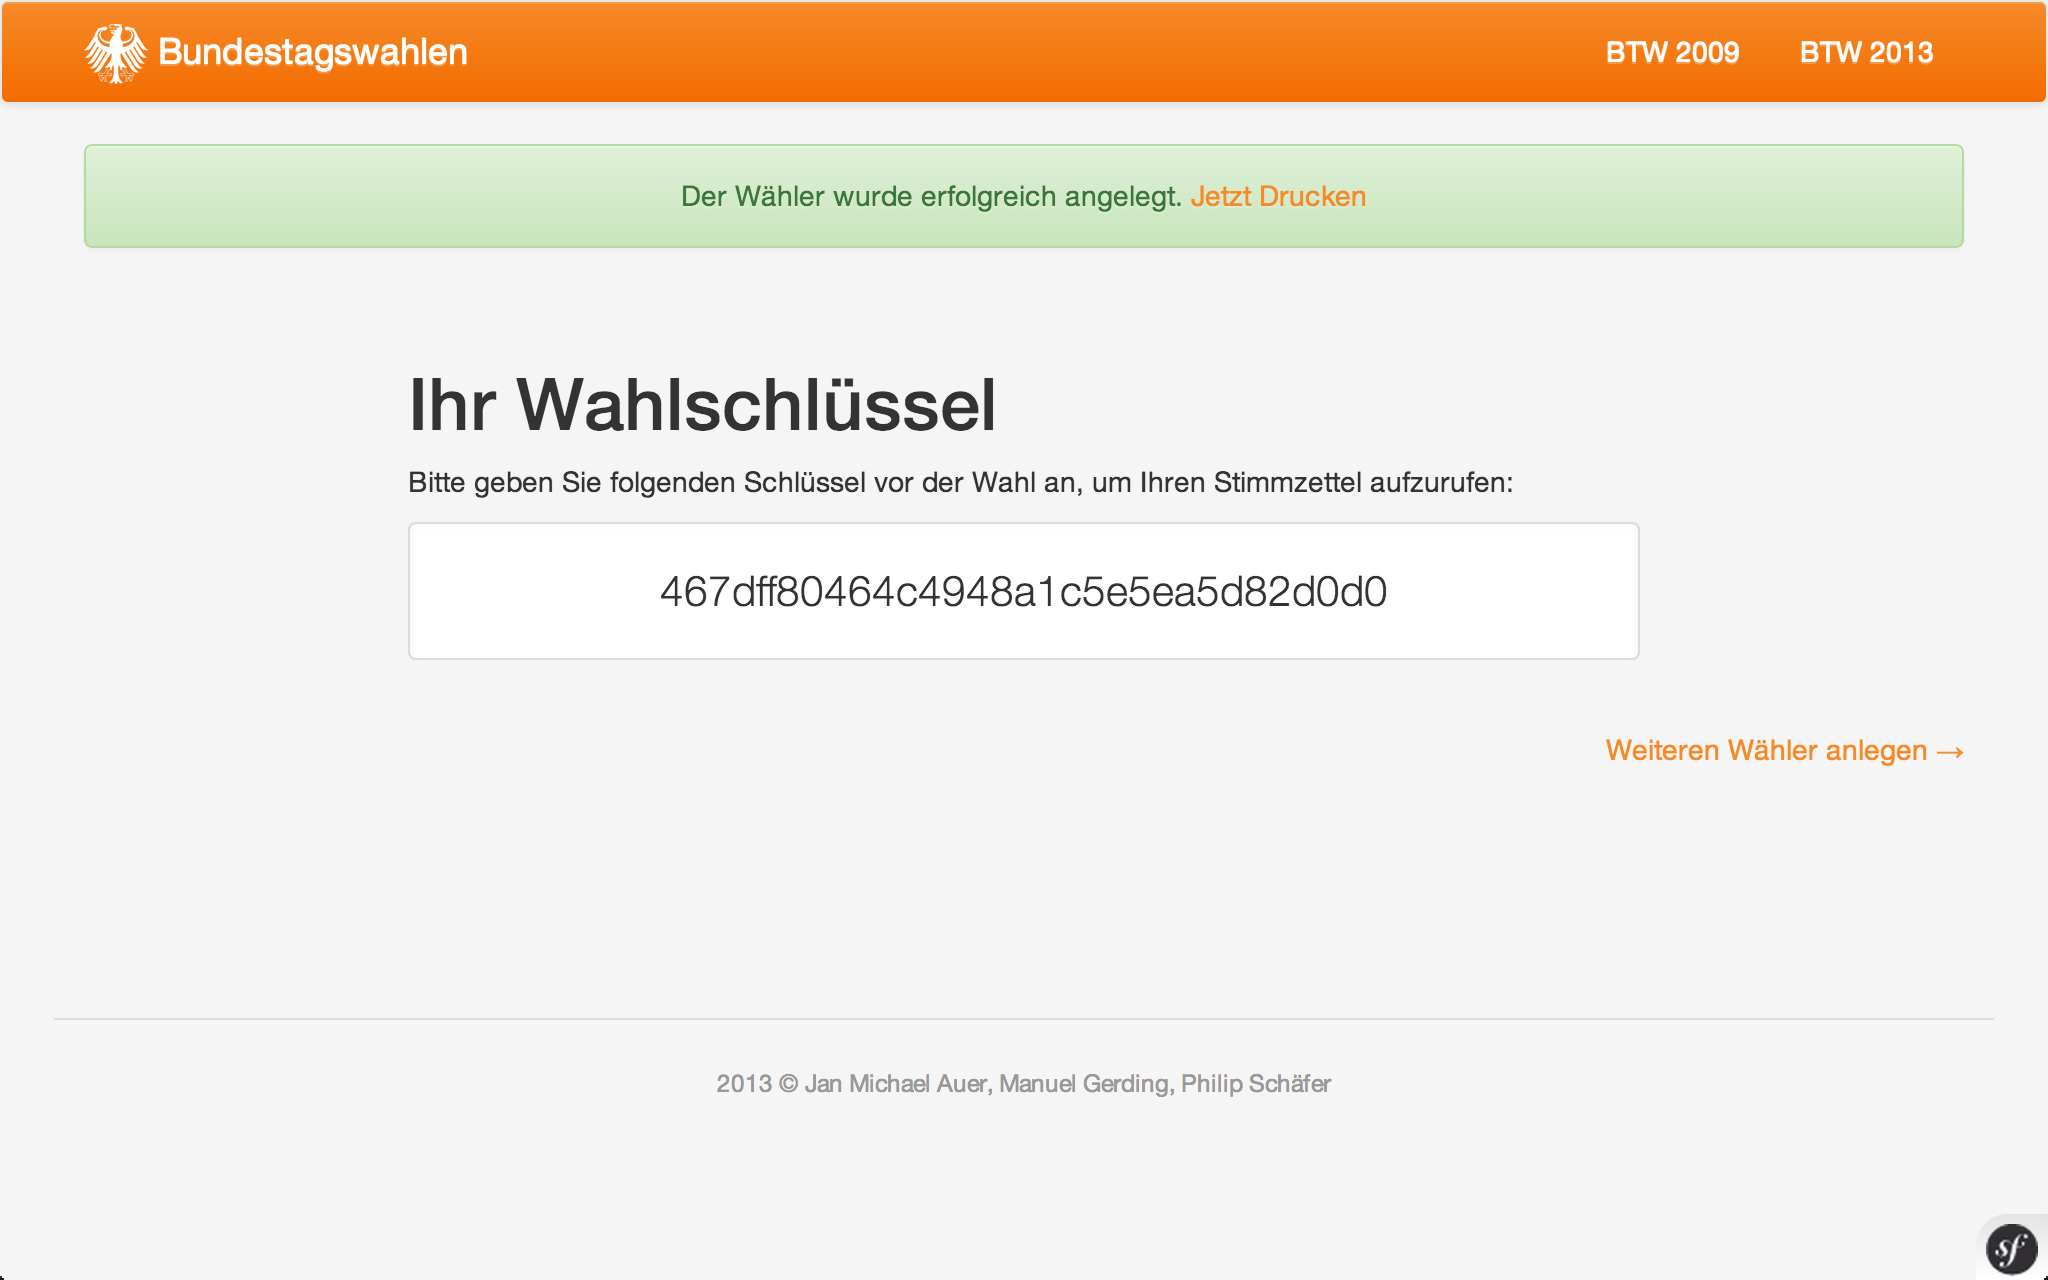 Bundestagswahlen
BTW 2009
BTW 2013
Der Wähler wurde erfolgreich angelegt. Jetzt Drucken
Ihr Wahlschlüssel
Bitte geben Sie folgenden Schlüssel vor der Wahl an, um Ihren Stimmzettel aufzurufen:
467dff80464c4948a1c5e5ea5d82d0d0
Weiteren Wähler anlegen →
2013 © Jan Michael Auer, Manuel Gerding, Philip Schäfer
sf